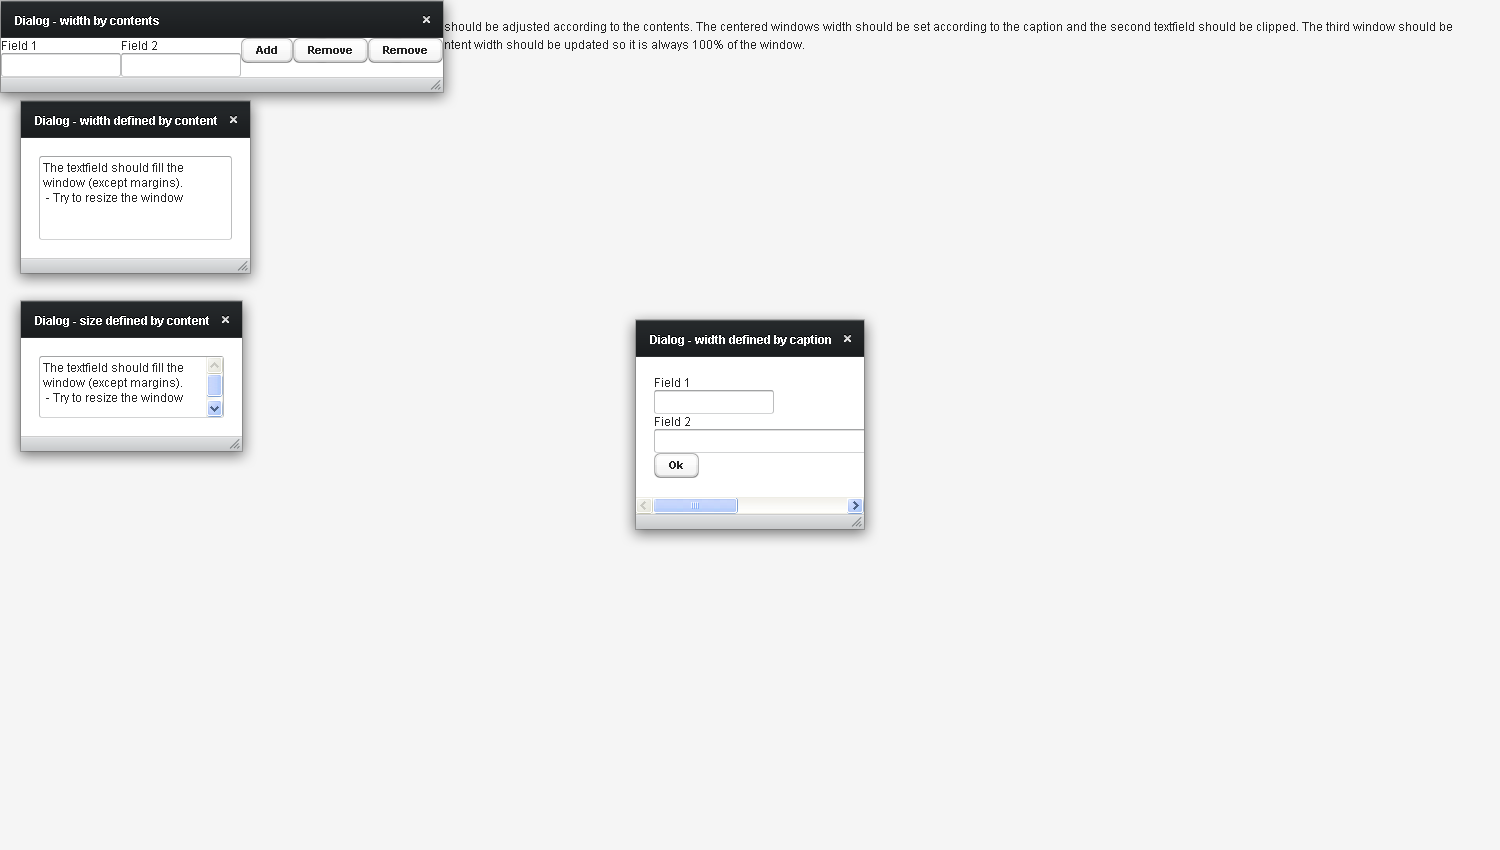 Dialog - width by contents
should be adjusted according to the contents. The centered windows width should be set according to the caption and the second textfield should be clipped. The third window should be
Field 1 Field 2 Add Remove Remove
ntent width should be updated so it is always 100% of the window.
Dialog - width defined by content
The textfield should fill the
window (except margins).
- Try to resize the window
Dialog - size defined by content
The textfield should fill the
window (except margins).
- Try to resize the window
Dialog - width defined by caption
Field 1
Field 2
Ok